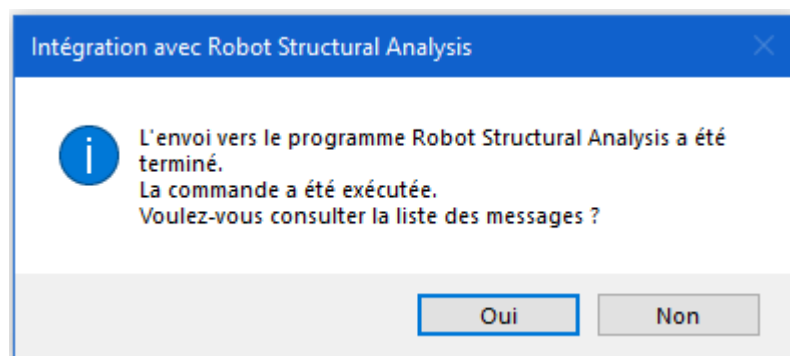 Intégration avec Robot Structural Analysis
L'envoi vers le programme Robot Structural Analysis a été
terminé.
La commande a été exécutée.
Voulez-vous consulter la liste des messages ?
Oui
Non